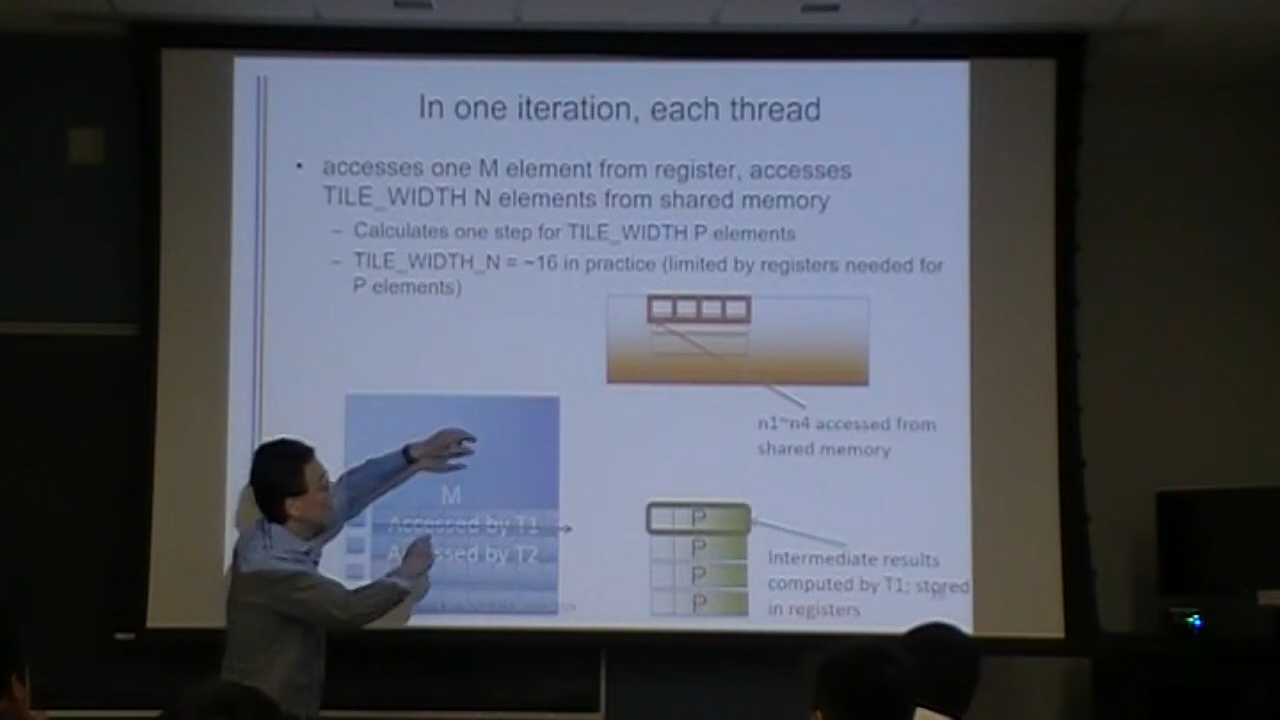 In one iteration, each thread
• accesses one M element from register, accesses
TILE_WIDTH N elements from shared memory
– Calculates one step for TILE_WIDTH P elements
– TILE_WIDTH_N = ~16 in practice (limited by registers needed for
P elements)
n1~n4 accessed from
shared memory
M
Accessed by T1
Accessed by T2
P
P
P
P
Intermediate results
computed by T1; stored
in registers